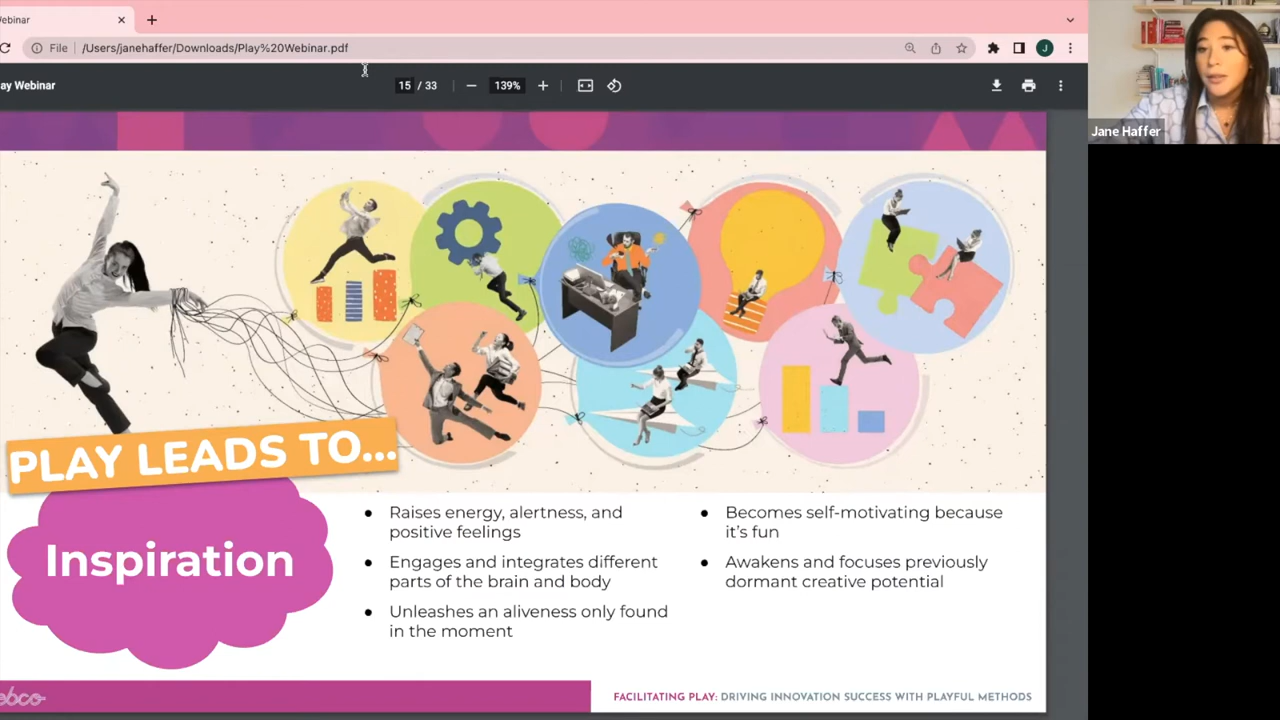 ebinar
File /Users/janehaffer/Downloads/Play%20Webinar.pdf
J
ay Webinar
15 / 33
139%
Jane Haffer
PLAY LEADS TO...
Inspiration
● Raises energy, alertness, and
positive feelings
● Engages and integrates different
parts of the brain and body
● Unleashes an aliveness only found
in the moment
● Becomes self-motivating because
it's fun
● Awakens and focuses previously
dormant creative potential
ebco
FACILITATING PLAY: DRIVING INNOVATION SUCCESS WITH PLAYFUL METHODS